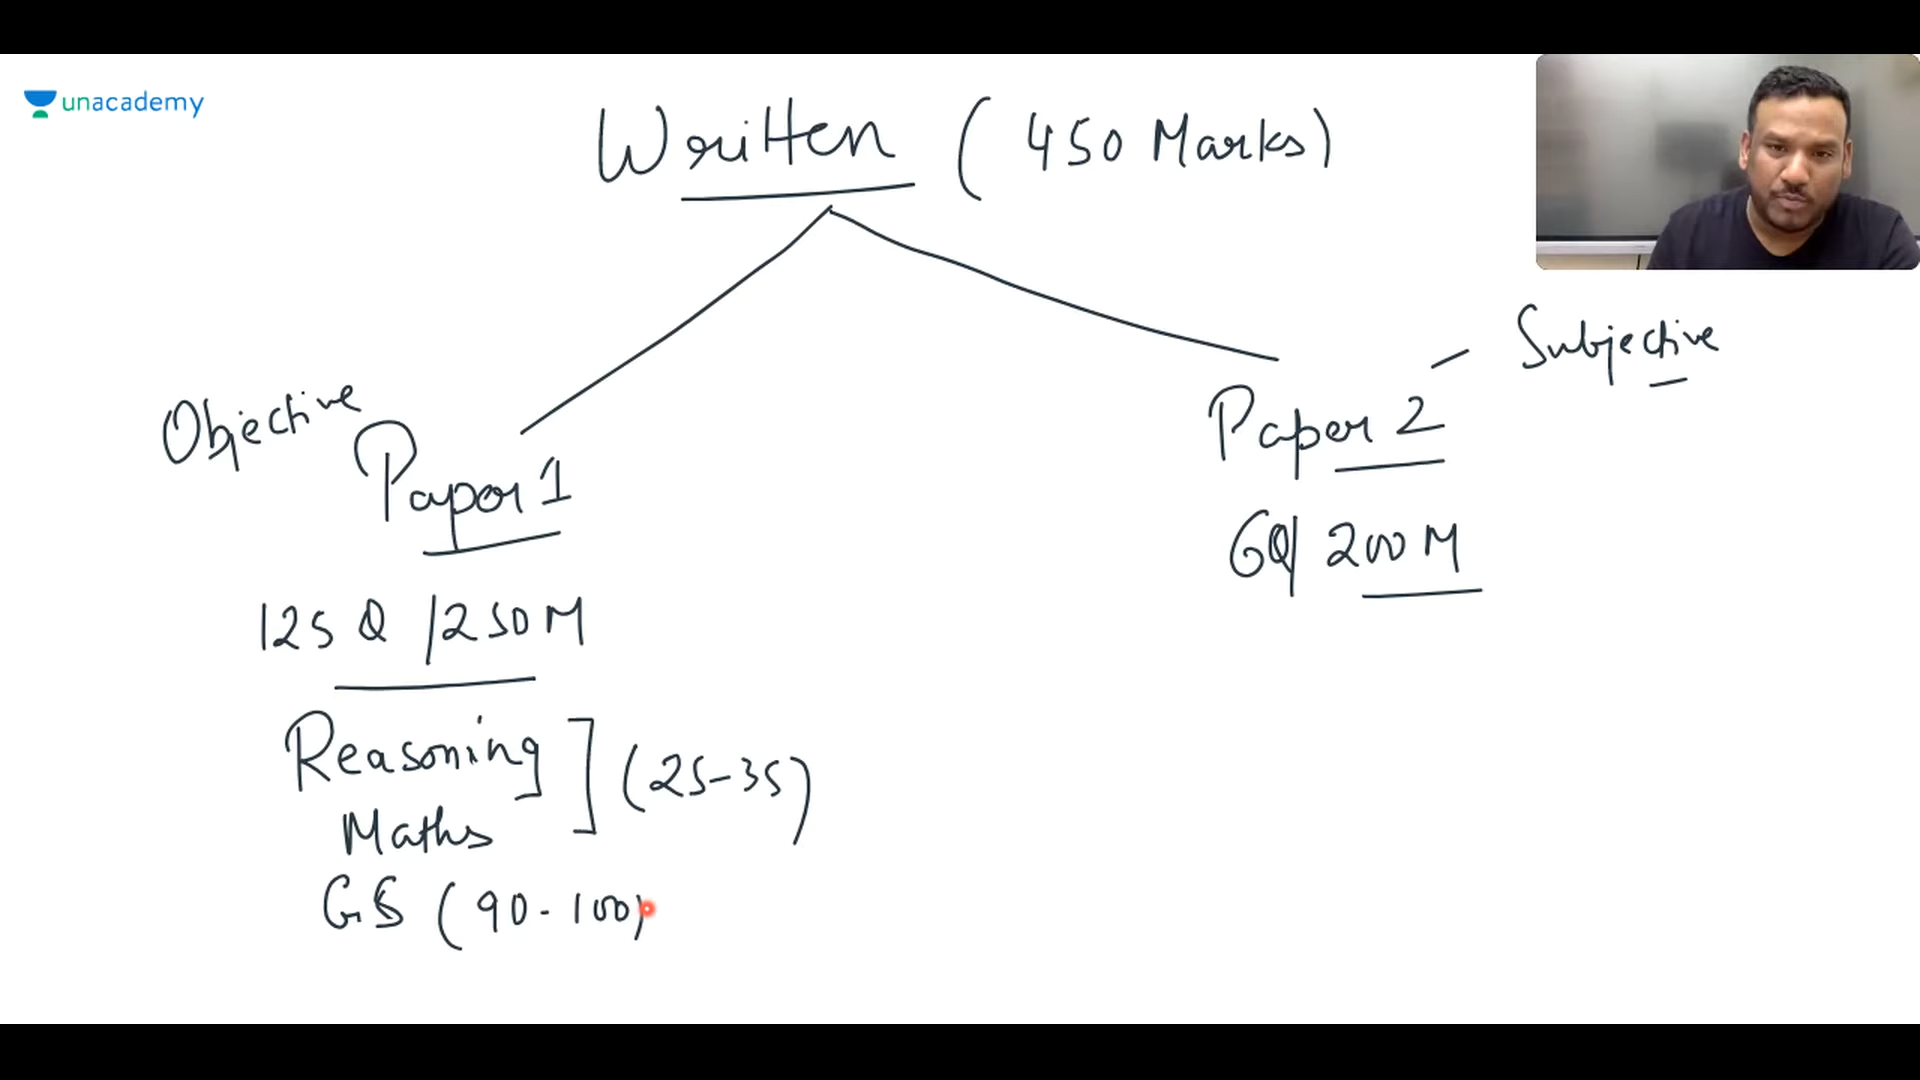 unacademy
Written (450 Marks)
Objective
Paper 1
125 Q /250 M
Reasoning
Maths
(25-35)
GS (90-100)
Subjective
Paper 2
6Q/ 200 M